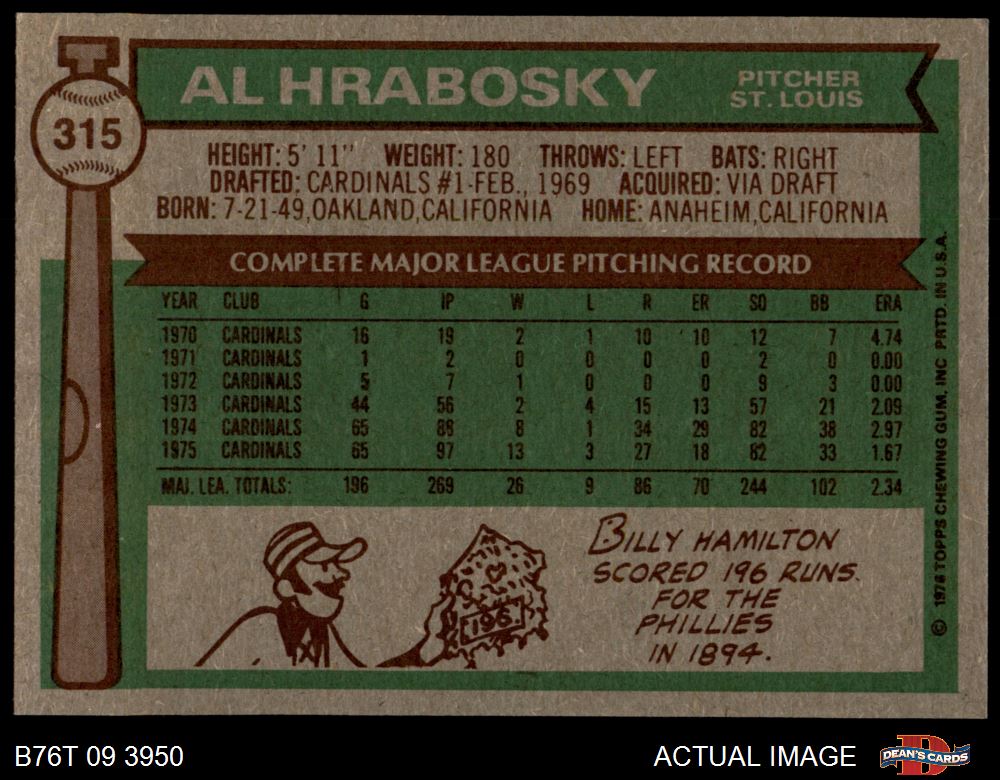 315
AL HRABOSKY
PITCHER
ST. LOUIS
HEIGHT: 5' 11" WEIGHT: 180 THROWS: LEFT BATS: RIGHT
DRAFTED: CARDINALS #1-FEB., 1969 ACQUIRED: VIA DRAFT
BORN: 7-21-49, OAKLAND, CALIFORNIA HOME: ANAHEIM, CALIFORNIA
COMPLETE MAJOR LEAGUE PITCHING RECORD
YEAR CLUB G IP W L R ER SO BB ERA
1970 CARDINALS 16 19 2 1 10 10 12 7 4.74
1971 CARDINALS 1 2 0 0 0 0 2 0 0.00
1972 CARDINALS 5 7 1 0 0 0 9 3 0.00
1973 CARDINALS 44 56 2 4 15 13 57 21 2.09
1974 CARDINALS 65 88 8 1 34 29 82 38 2.97
1975 CARDINALS 65 97 13 3 27 18 82 33 1.67
MAJ. LEA. TOTALS: 196 269 26 9 86 70 244 102 2.34
196
BILLY HAMILTON
SCORED 196 RUNS
FOR THE
PHILLIES
IN 1894.
© 1976 TOPPS CHEWING GUM, INC PRTD. IN U.S.A.
B76T 09 3950
ACTUAL IMAGE
D
DEAN'S CARDS